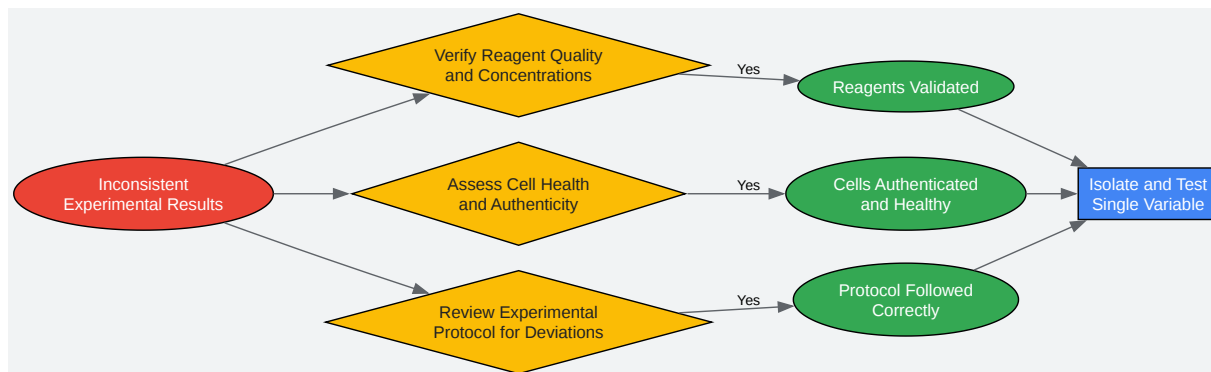 Verify Reagent Quality
and Concentrations
Yes
Reagents Validated
Inconsistent
Experimental Results
Assess Cell Health
and Authenticity
Yes
Cells Authenticated
and Healthy
Isolate and Test
Single Variable
Review Experimental
Protocol for Deviations
Yes
Protocol Followed
Correctly